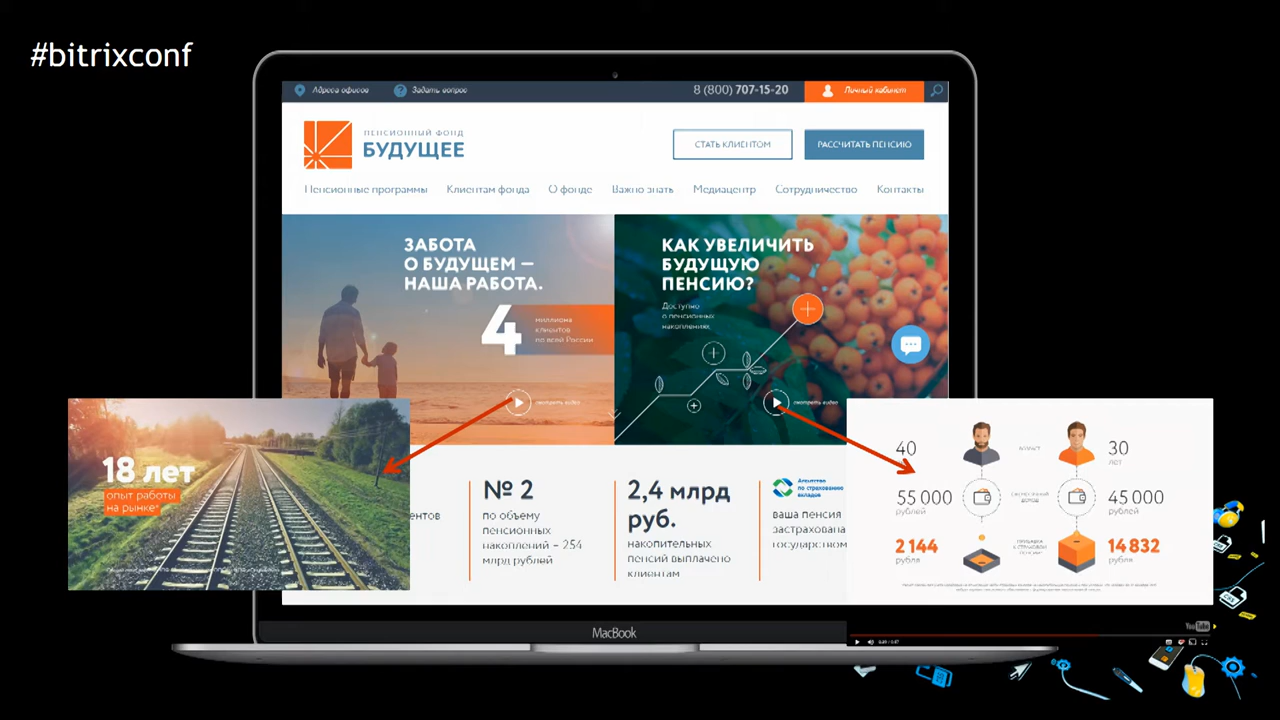 #bitrixconf
Адреса офисов
Задать вопрос
8 (800) 707-15-20
Личный кабинет
ПЕНСИОННЫЙ ФОНД
БУДУЩЕЕ
СТАТЬ КЛИЕНТОМ
РАССЧИТАТЬ ПЕНСИЮ
Пенсионные программы
Клиентам фонда
О фонде
Важно знать
Медиацентр
Сотрудничество
Контакты
ЗАБОТА
О БУДУЩЕМ —
НАША РАБОТА.
4
миллиона
клиентов
по всей России
смотреть видео
КАК УВЕЛИЧИТЬ
БУДУЩУЮ
ПЕНСИЮ?
Доступно
о пенсионных
накоплениях
смотреть видео
18 лет
опыт работы
на рынке*
ентов
№ 2
по объему
пенсионных
накоплений – 254
млрд рублей
2,4 млрд
руб.
накопительных
пенсий выплачено
клиентам
Агентство
по страхованию
вкладов
ваша пенсия
застрахована
государством
40
ВОЗРАСТ
30
лет
55 000
рублей
45 000
рублей
2 144
рубля
14 832
рубля
YouTube
MacBook